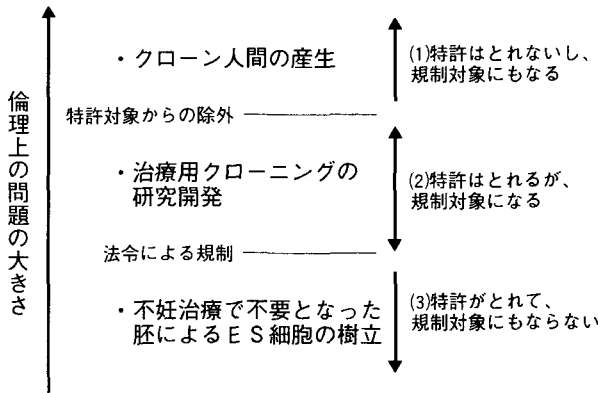 倫理上の問題の大きさ
・クローン人間の産生
(1)特許はとれないし、
規制対象にもなる
特許対象からの除外
・治療用クローニングの
研究開発
(2)特許はとれるが、
規制対象になる
法令による規制
・不妊治療で不要となった
胚によるES細胞の樹立
(3)特許がとれて、
規制対象にもならない